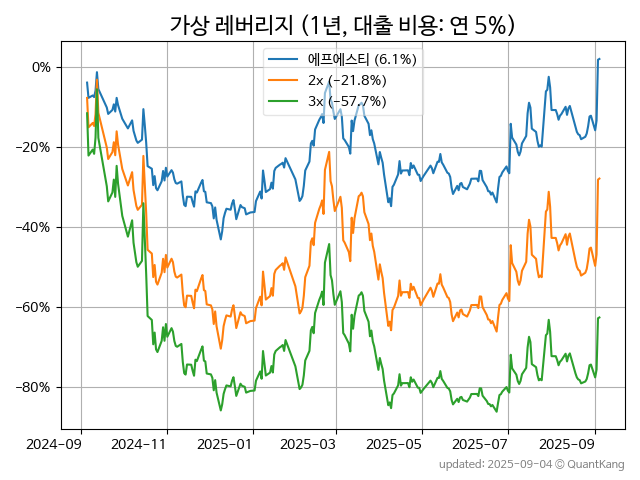 가상 레버리지 (1년, 대출 비용: 연 5%)
에프에스티 (6.1%)
2x (−21.8%)
3x (−57.7%)
0%
−20%
−40%
−60%
−80%
2024-09 2024-11 2025-01 2025-03 2025-05 2025-07 2025-09
updated: 2025-09-04 © QuantKang